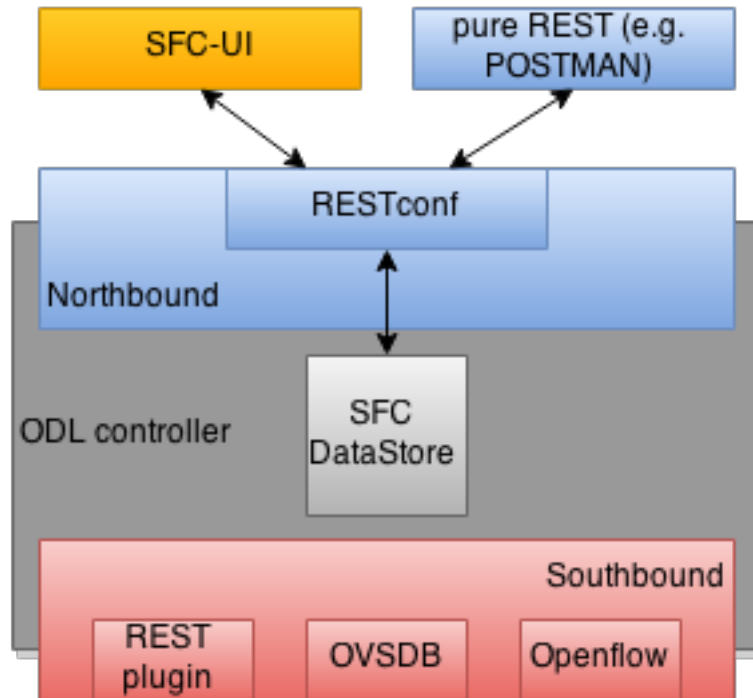 SFC-UI
pure REST (e.g.
POSTMAN)
RESTconf
Northbound
SFC
DataStore
ODL controller
Southbound
REST
plugin
OVSDB
Openflow